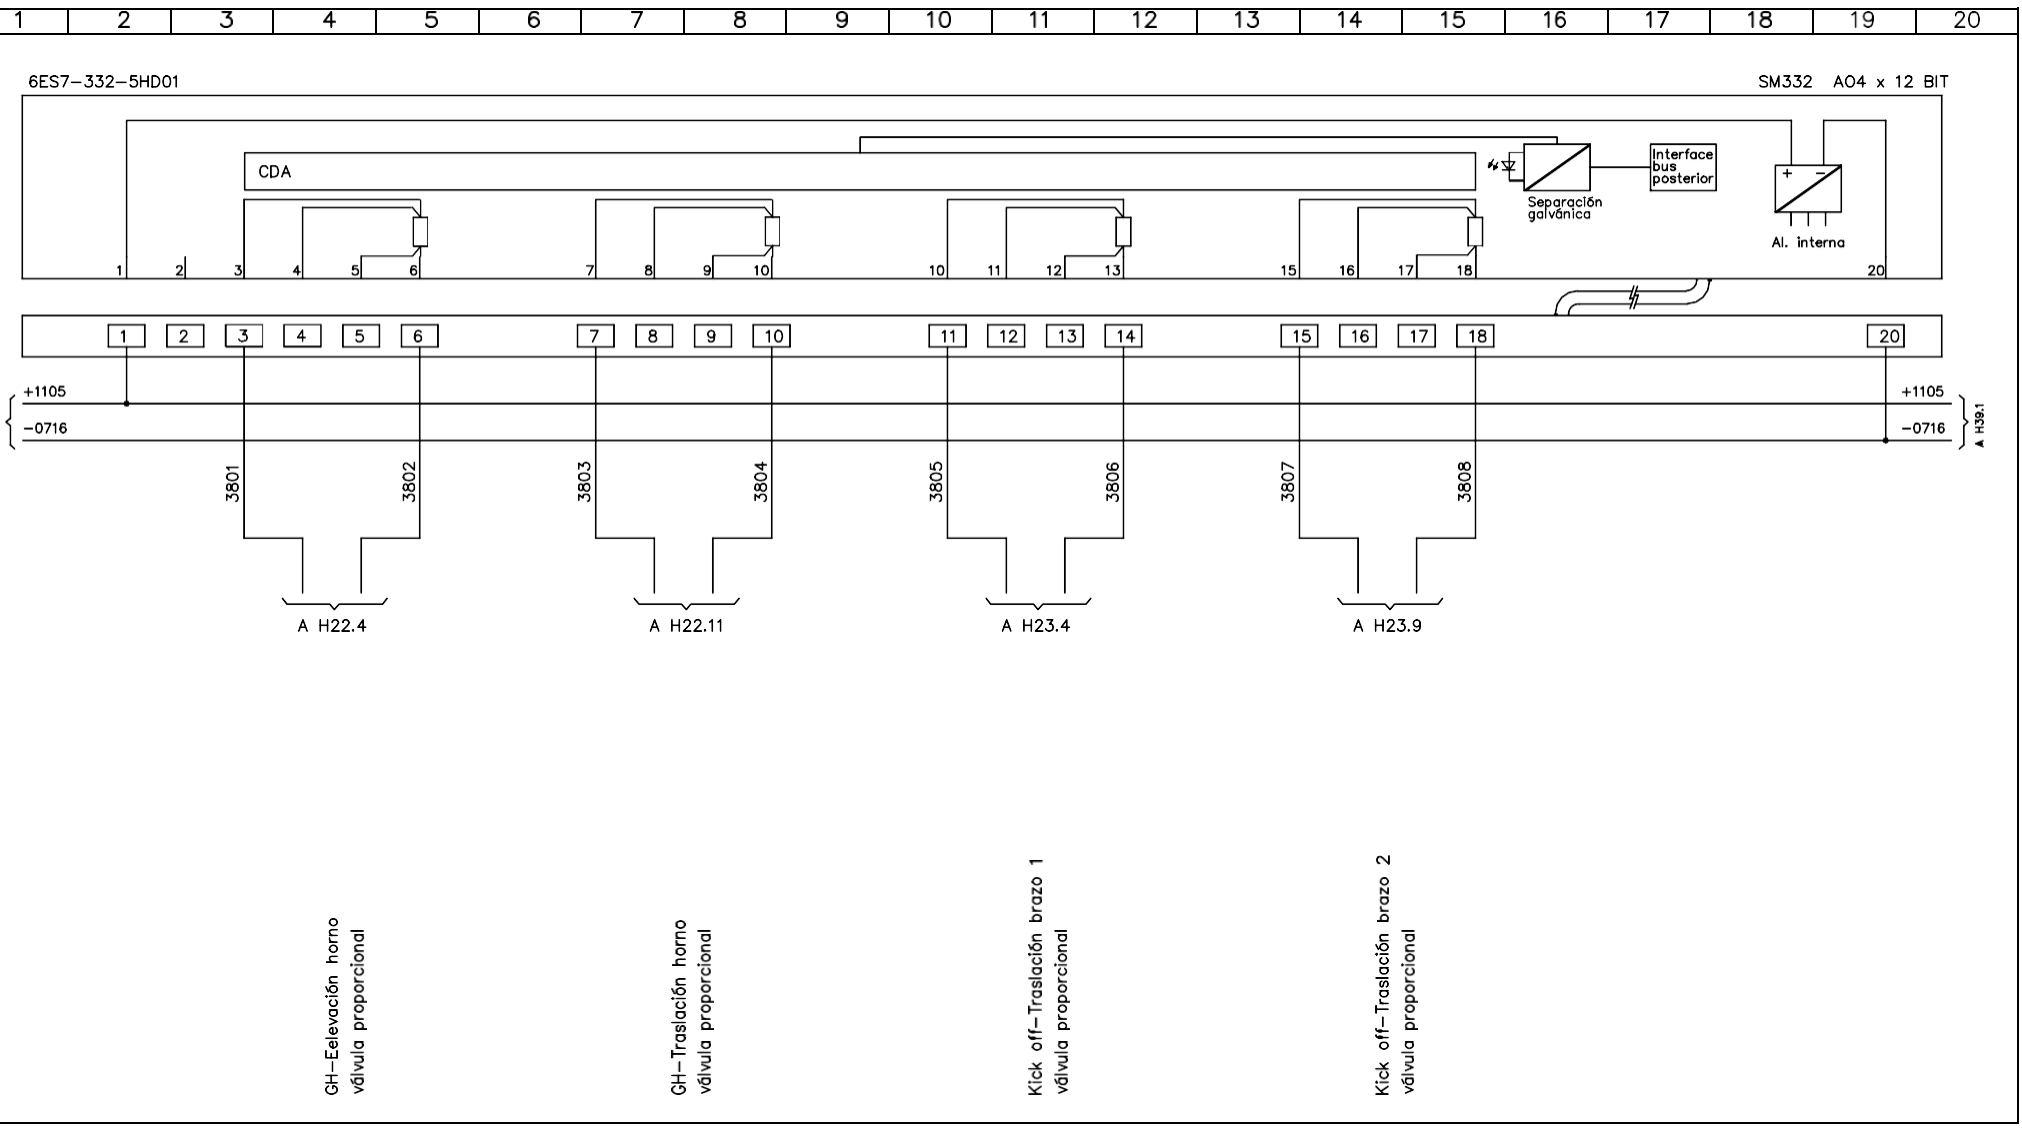 1 2 3 4 5 6 7 8 9 10 11 12 13 14 15 16 17 18 19 20
6ES7-332-5HD01
SM332 AO4 x 12 BIT
CDA
Interface
bus
posterior
+ -
Separación
galvánica
Al. interna
1 2 3 4 5 6 7 8 9 10 10 11 12 13 15 16 17 18 20
1 2 3 4 5 6 7 8 9 10 11 12 13 14 15 16 17 18 20
+1105
+1105
-0716
-0716
A H39.1
3801
3802
3803
3804
3805
3806
3807
3808
A H22.4
A H22.11
A H23.4
A H23.9
GH-Eelevación horno
válvula proporcional
GH-Traslación horno
válvula proporcional
Kick off-Traslación brazo 1
válvula proporcional
Kick off-Traslación brazo 2
válvula proporcional